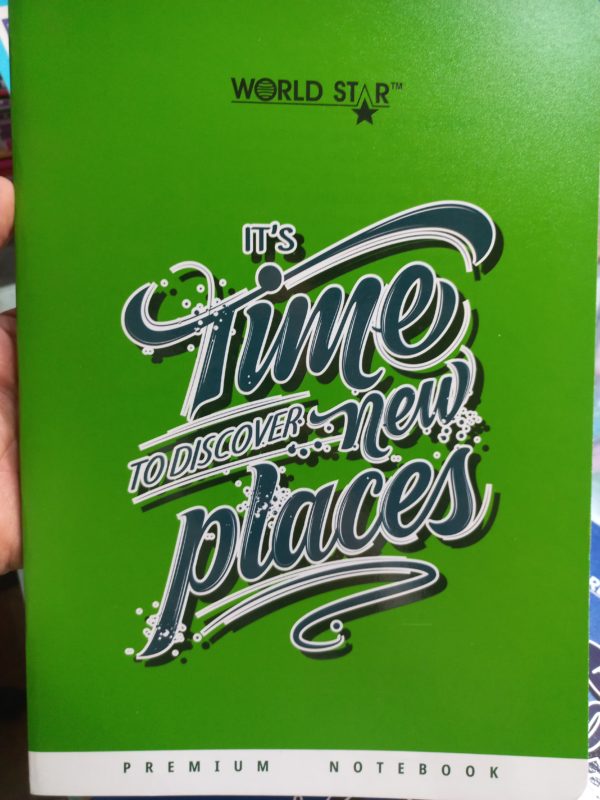 WORLD STAR™
IT'S
Time
TO DISCOVER new
places
PREMIUM NOTEBOOK